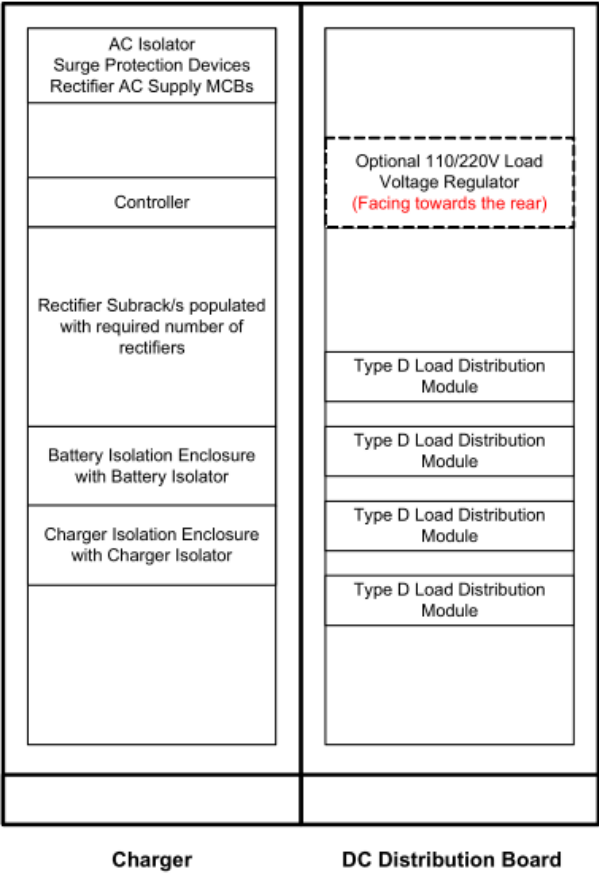 AC Isolator
Surge Protection Devices
Rectifier AC Supply MCBs
Controller
Rectifier Subrack/s populated
with required number of
rectifiers
Battery Isolation Enclosure
with Battery Isolator
Charger Isolation Enclosure
with Charger Isolator
Optional 110/220V Load
Voltage Regulator
(Facing towards the rear)
Type D Load Distribution
Module
Type D Load Distribution
Module
Type D Load Distribution
Module
Type D Load Distribution
Module
Charger
DC Distribution Board